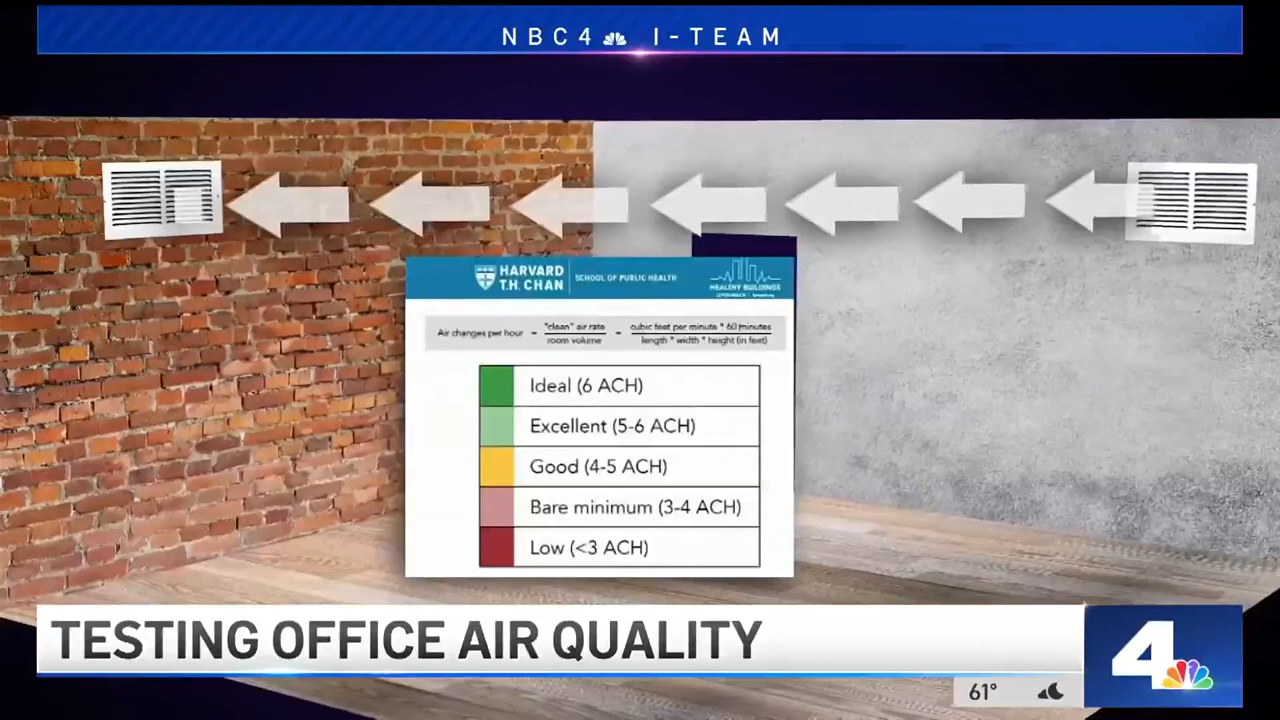 NBC4 I-TEAM
HARVARD
T.H. CHAN
SCHOOL OF PUBLIC HEALTH
HEALTHY BUILDINGS
Air changes per hour = "clean" air rate = cubic feet per minute * 60 minutes
room volume length * width * height (in feet)
Ideal (6 ACH)
Excellent (5-6 ACH)
Good (4-5 ACH)
Bare minimum (3-4 ACH)
Low (<3 ACH)
TESTING OFFICE AIR QUALITY
4
61°